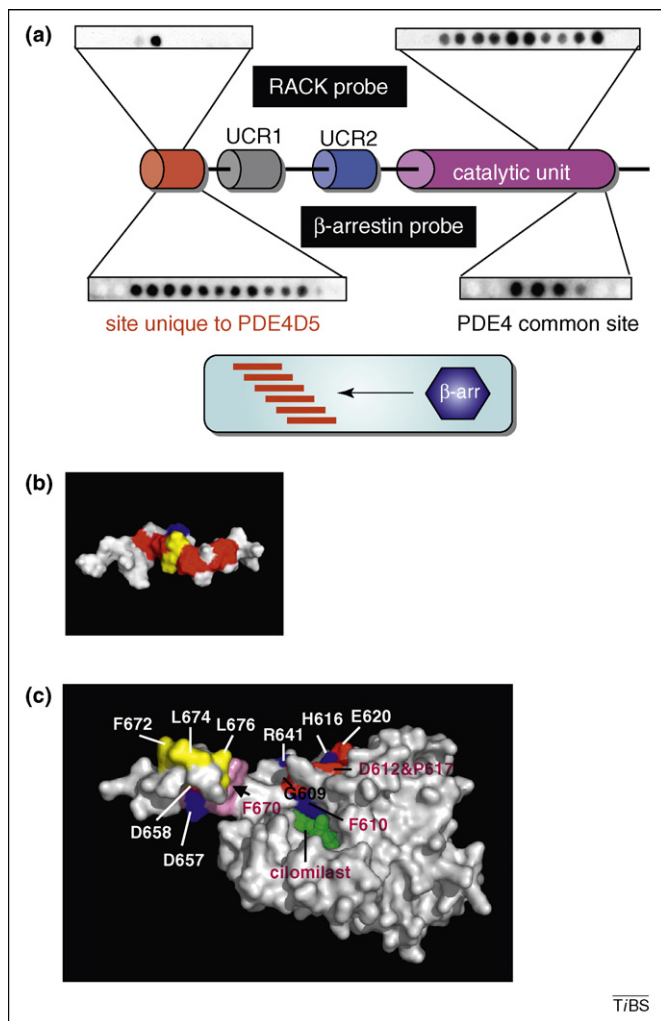 (a)
RACK probe
UCR1
UCR2
catalytic unit
β-arrestin probe
site unique to PDE4D5
PDE4 common site
β-arr
(b)
(c)
F672
L674
L676
R641
H616
E620
D612&P617
G609
F670
F610
D658
D657
cilomilast
TiBS